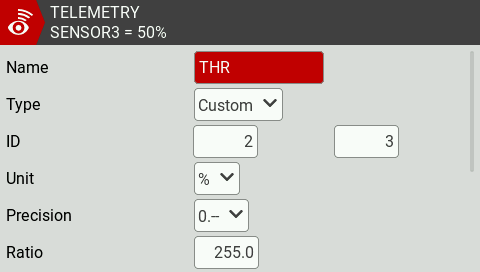 TELEMETRY
SENSOR3 = 50%
Name THR
Type Custom
ID 2 3
Unit %
Precision 0.--
Ratio 255.0